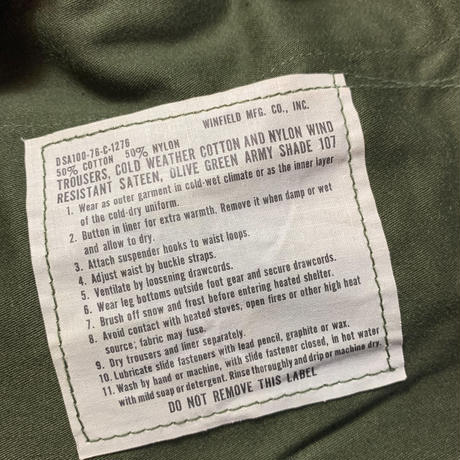 WINFIELD MFG. CO., INC.
DSA100-76-C-1276
50% COTTON 50% NYLON
TROUSERS, COLD WEATHER COTTON AND NYLON WIND
RESISTANT SATEEN, OLIVE GREEN ARMY SHADE 107
1. Wear as outer garment in cold-wet climate or as the inner layer
of the cold-dry uniform.
2. Button in liner for extra warmth. Remove it when damp or wet
and allow to dry.
3. Attach suspender hooks to waist loops.
4. Adjust waist by buckle straps.
5. Ventilate by loosening drawcords.
6. Wear leg bottoms outside foot gear and secure drawcords.
7. Brush off snow and frost before entering heated shelter.
8. Avoid contact with heated stoves, open fires or other high heat
source; fabric may fuse.
9. Dry trousers and liner separately.
10. Lubricate slide fasteners with lead pencil, graphite or wax.
11. Wash by hand or machine, with slide fastener closed, in hot water
with mild soap or detergent. Rinse thoroughly and drip or machine dry.
DO NOT REMOVE THIS LABEL